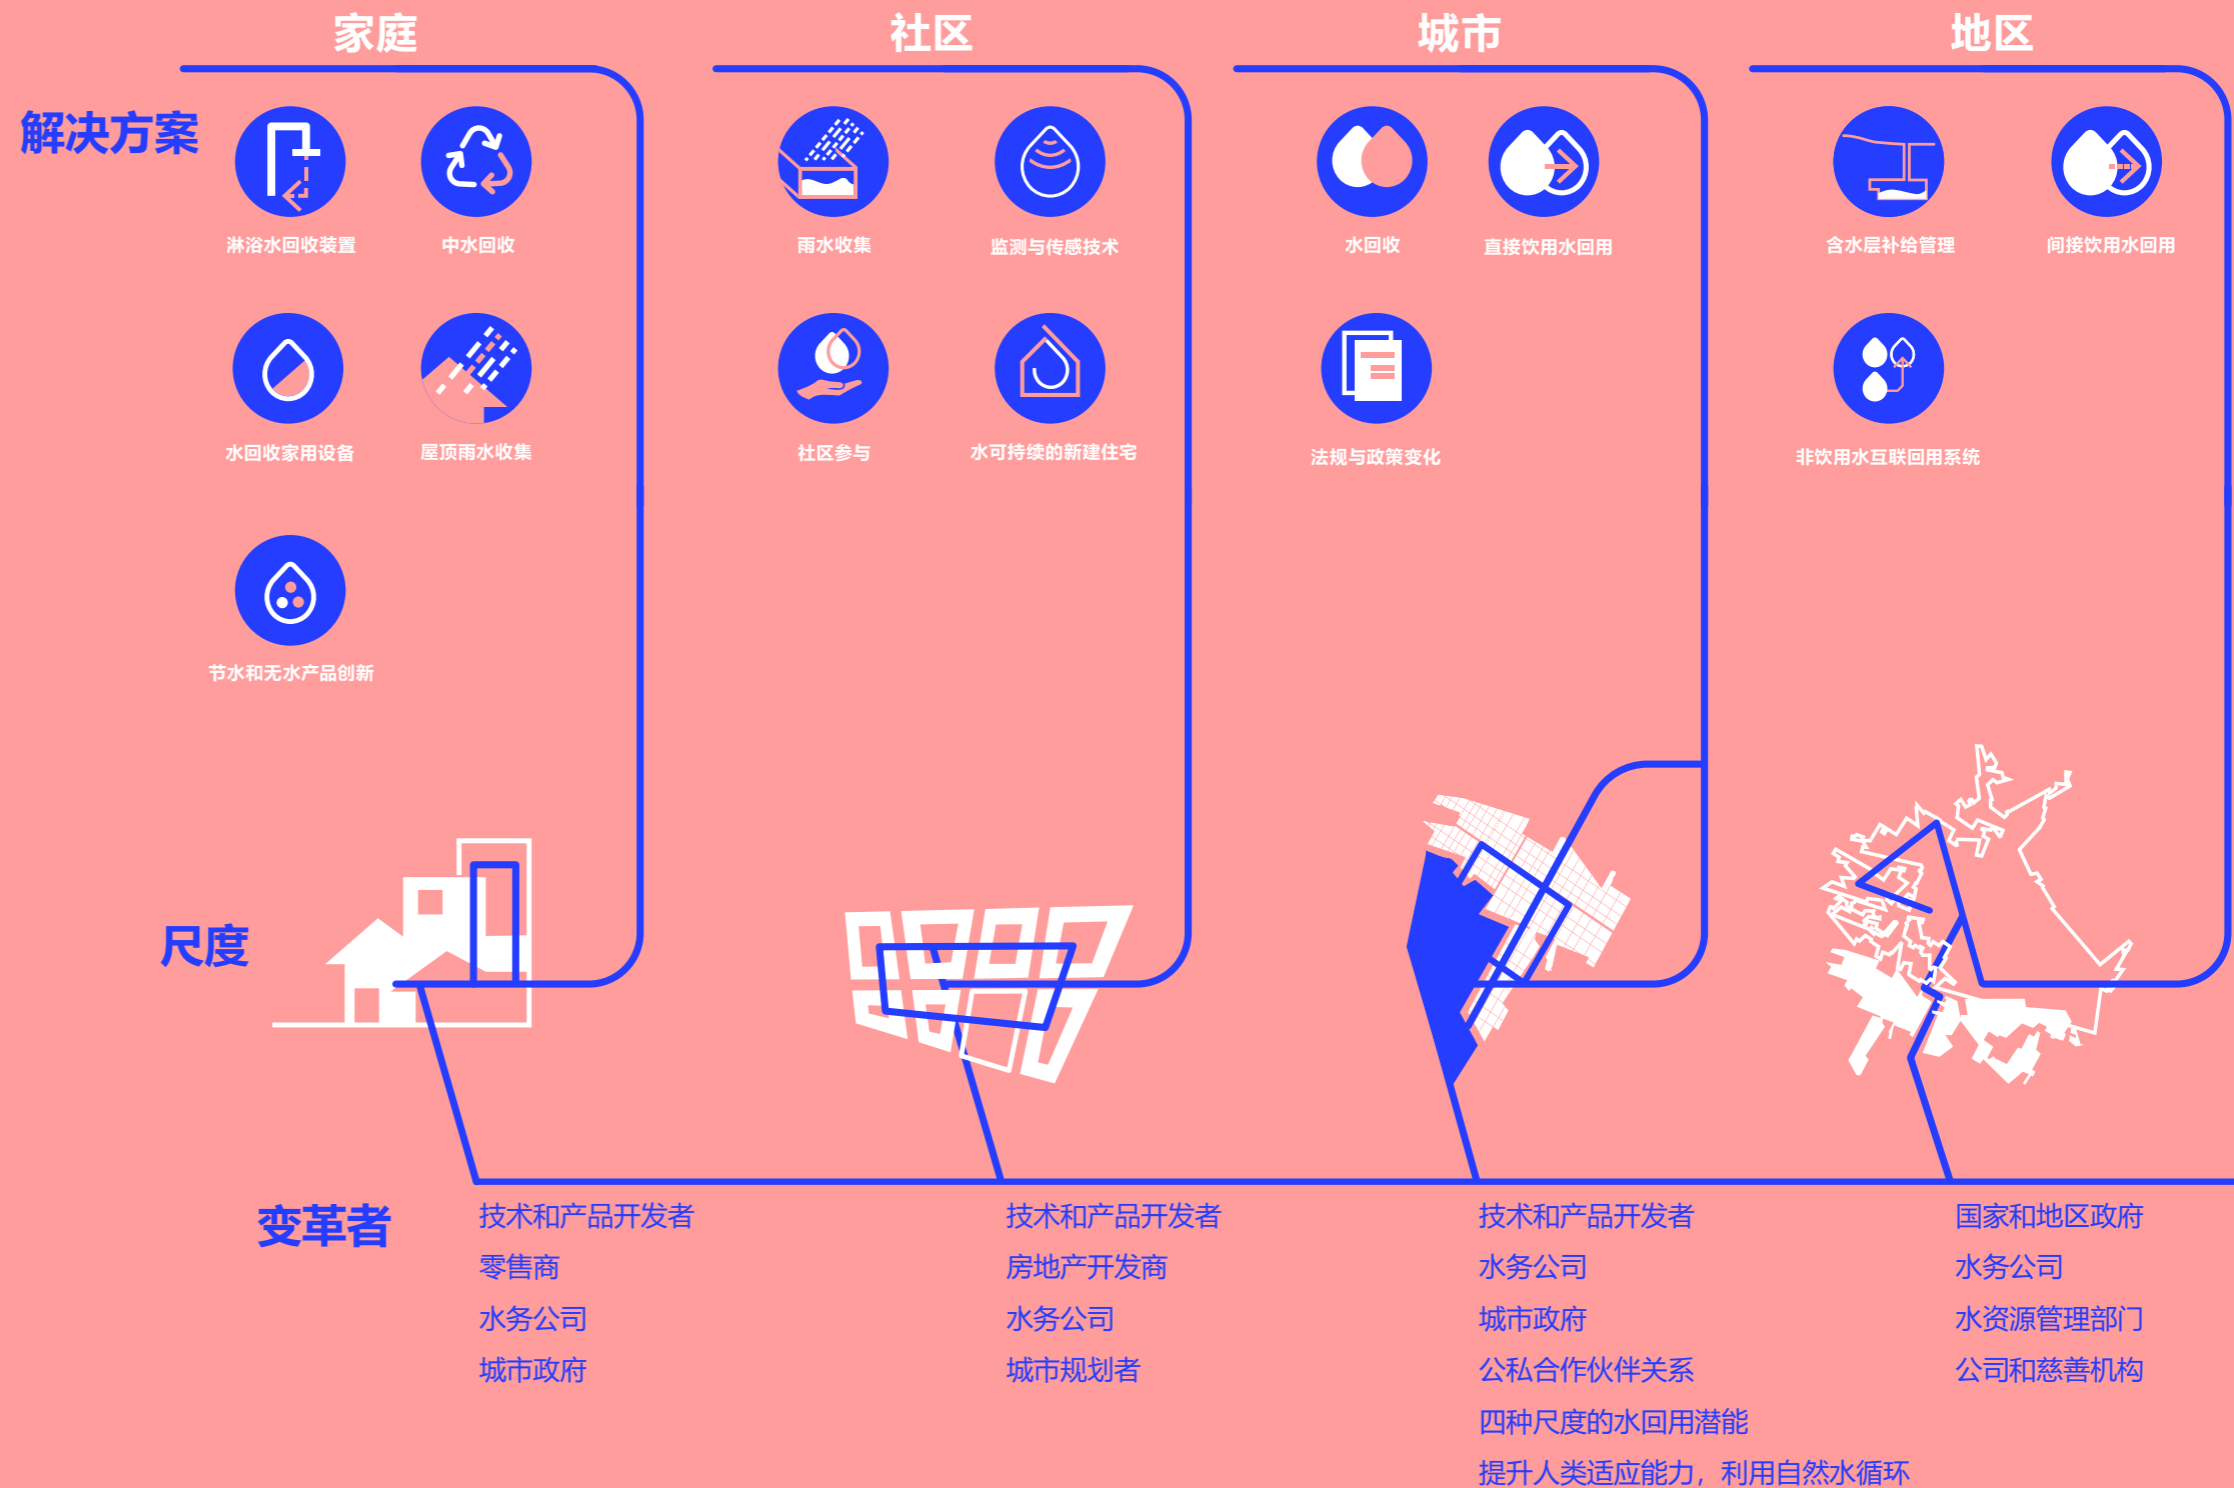 家庭
社区
城市
地区
解决方案
淋浴水回收装置
中水回收
雨水收集
监测与传感技术
水回收
直接饮用水回用
含水层补给管理
间接饮用水回用
水回收家用设备
屋顶雨水收集
社区参与
水可持续的新建住宅
法规与政策变化
非饮用水互联回用系统
节水和无水产品创新
尺度
变革者
技术和产品开发者
零售商
水务公司
城市政府
技术和产品开发者
房地产开发商
水务公司
城市规划者
技术和产品开发者
水务公司
城市政府
公私合作伙伴关系
四种尺度的水回用潜能
提升人类适应能力，利用自然水循环
国家和地区政府
水务公司
水资源管理部门
公司和慈善机构